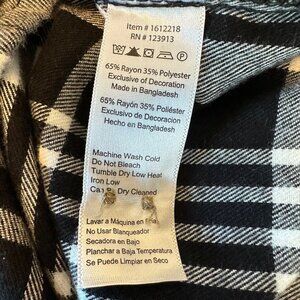 Item # 1612218
RN # 123913
65% Rayon 35% Polyester
Exclusive of Decoration
Made in Bangladesh
65% Rayon 35% Poliéster
Exclusivo de Decoracion
Hecho en Bangladesh
Machine Wash Cold
Do Not Bleach
Tumble Dry Low Heat
Iron Low
Dry Cleaned
Lavar a Máquina en
No Usar Blanqueador
Secadora en Bajo
Planchar a Baja Temperatura
Se Puede Limpiar en Seco